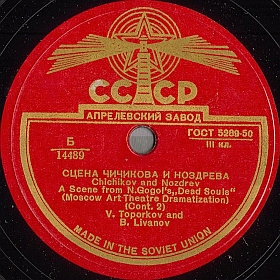 СССР
АПРЕЛЕВСКИЙ ЗАВОД
Б
14489
ГОСТ 5289-50
III кл.
СЦЕНА ЧИЧИКОВА И НОЗДРЕВА
Chichikov and Nozdrev
A Scene from N.Gogol's „Dead Souls"
(Moscow Art Theatre Dramatization)
(Cont. 2)
V. Toporkov and
B. Livanov
MADE IN THE SOVIET UNION